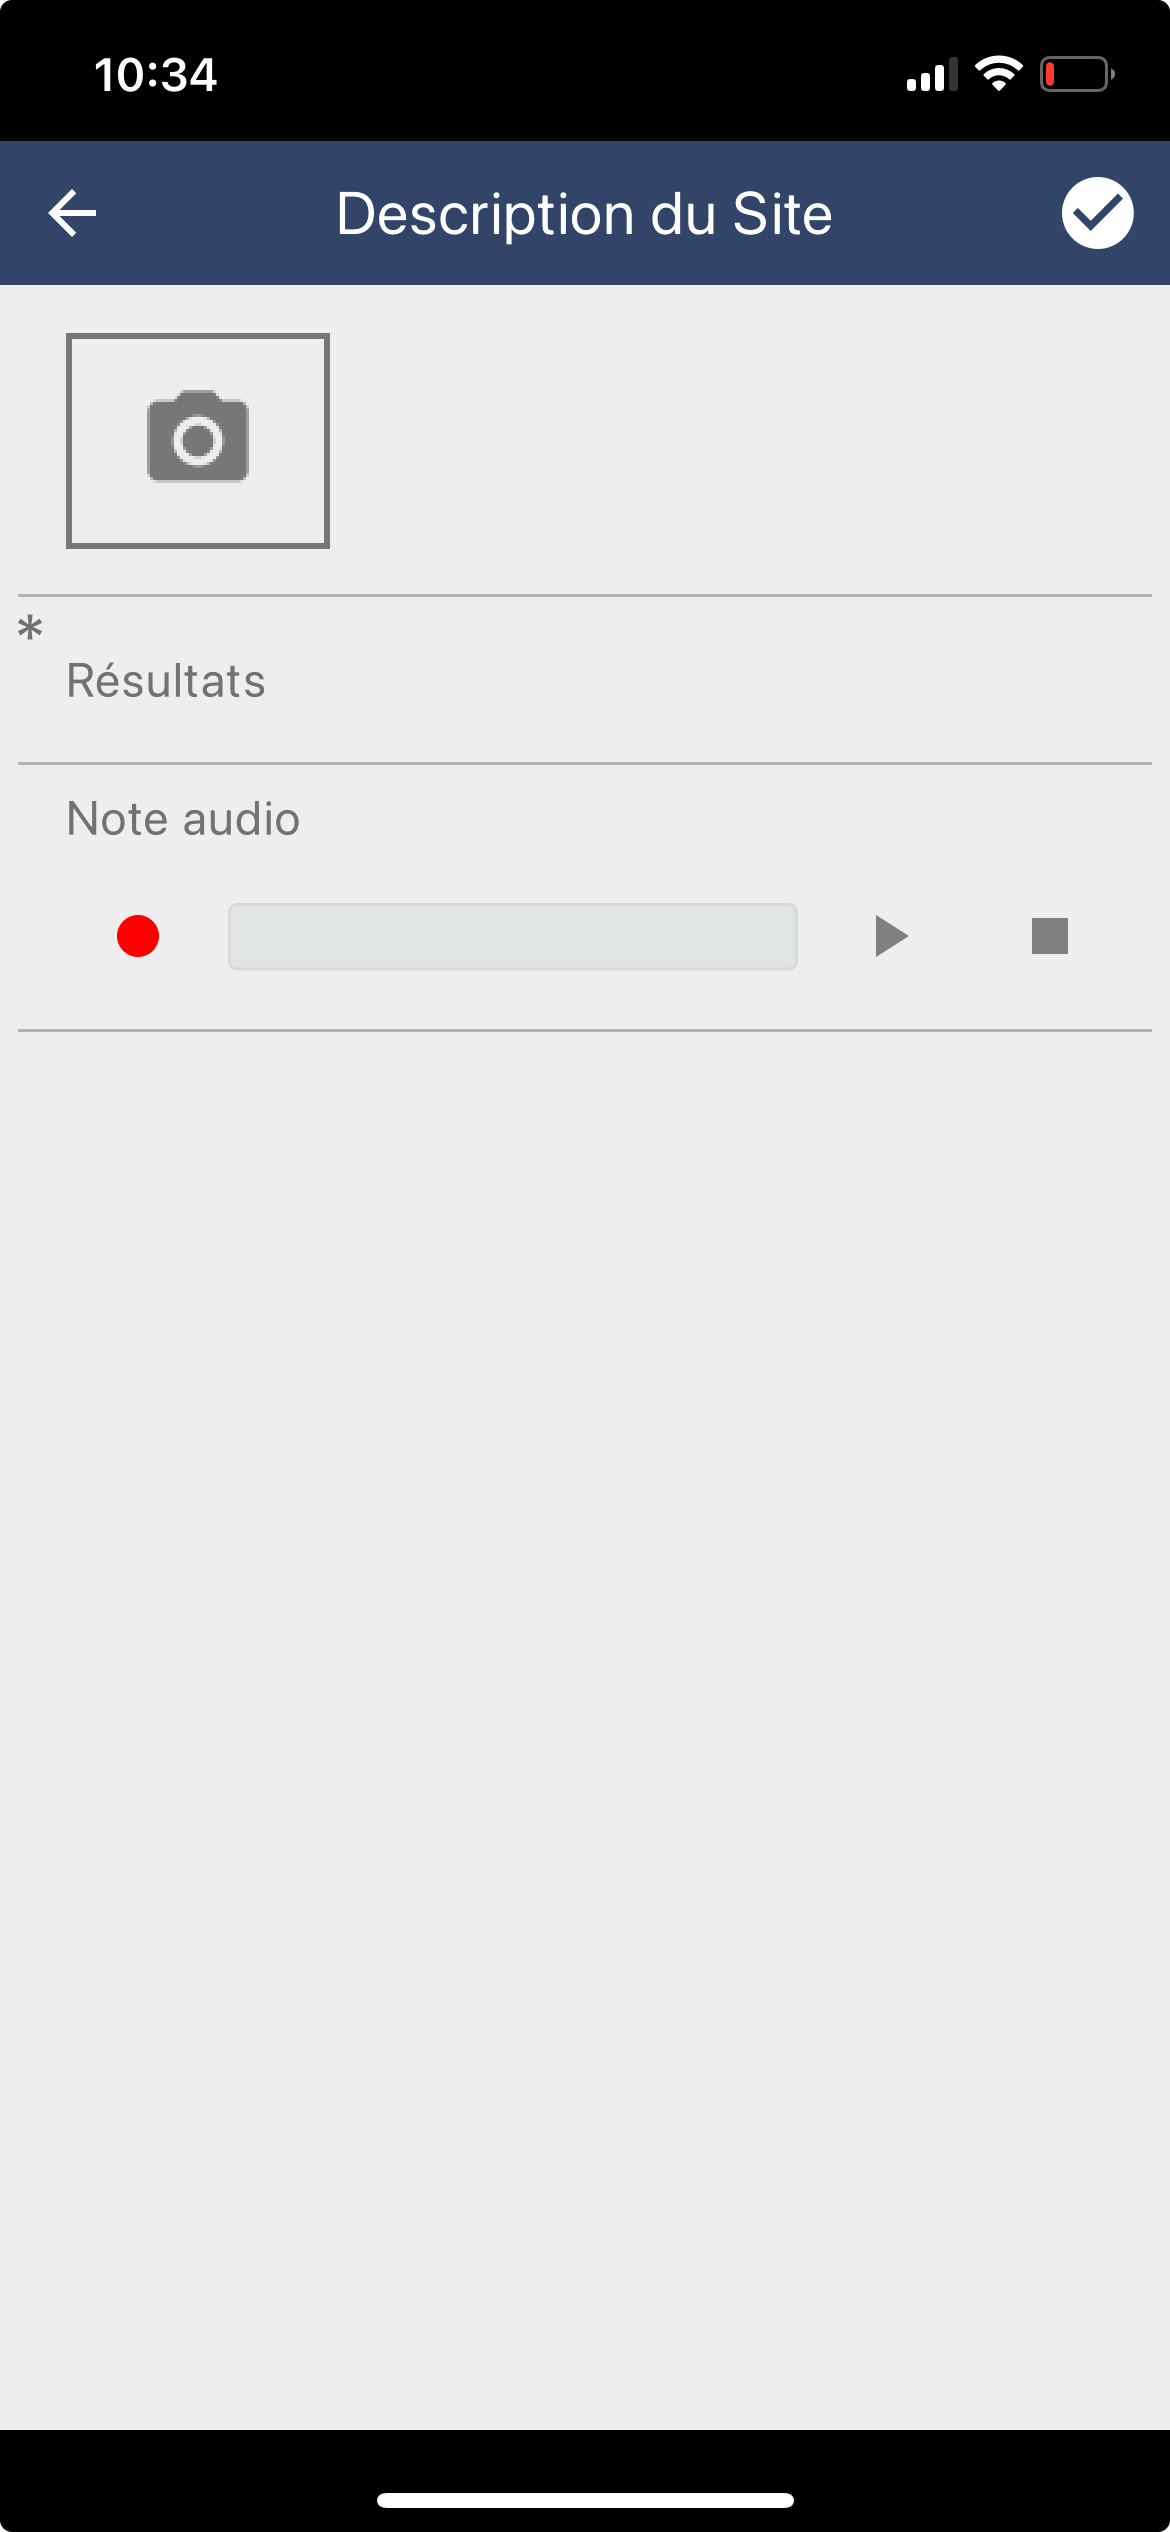 10:34
Description du Site
*
Résultats
Note audio